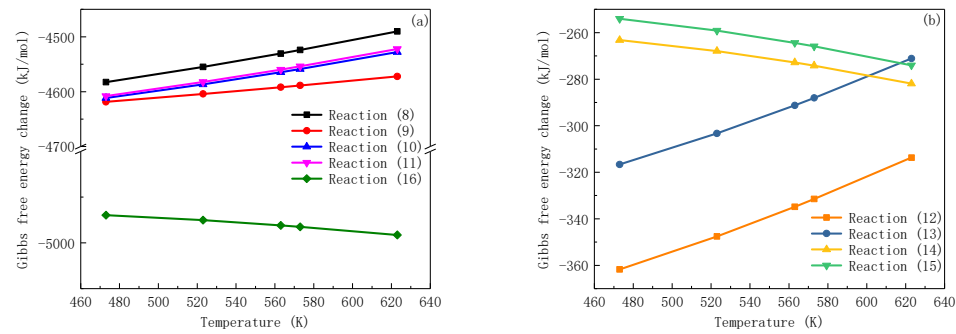 (a)
Gibbs free energy change (kJ/mol)
-4500
-4600
-4700
-5000
Reaction (8)
Reaction (9)
Reaction (10)
Reaction (11)
Reaction (16)
460 480 500 520 540 560 580 600 620 640
Temperature (K)
(b)
Gibbs free energy change (kJ/mol)
-260
-280
-300
-320
-340
-360
Reaction (12)
Reaction (13)
Reaction (14)
Reaction (15)
460 480 500 520 540 560 580 600 620 640
Temperature (K)